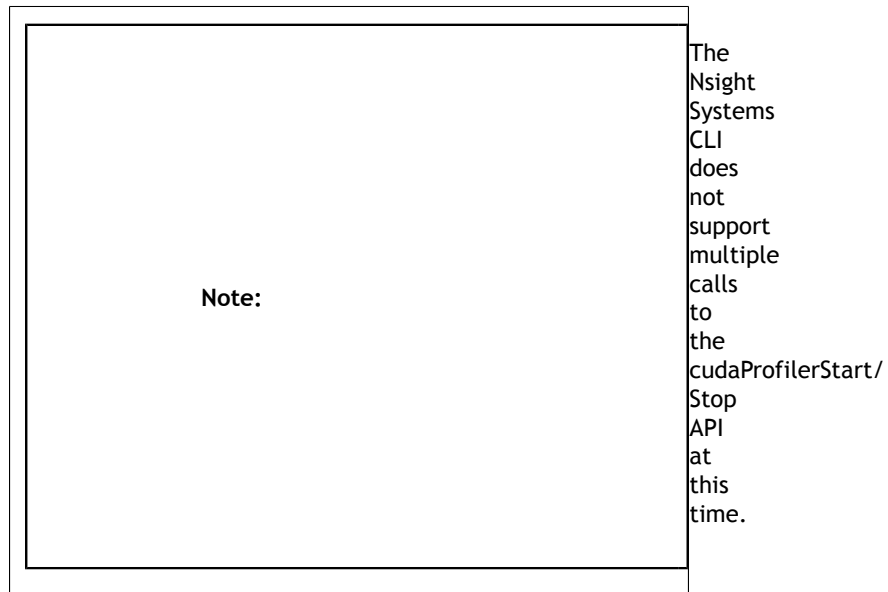 Note:
The
Nsight
Systems
CLI
does
not
support
multiple
calls
to
the
cudaProfilerStart/
Stop
API
at
this
time.